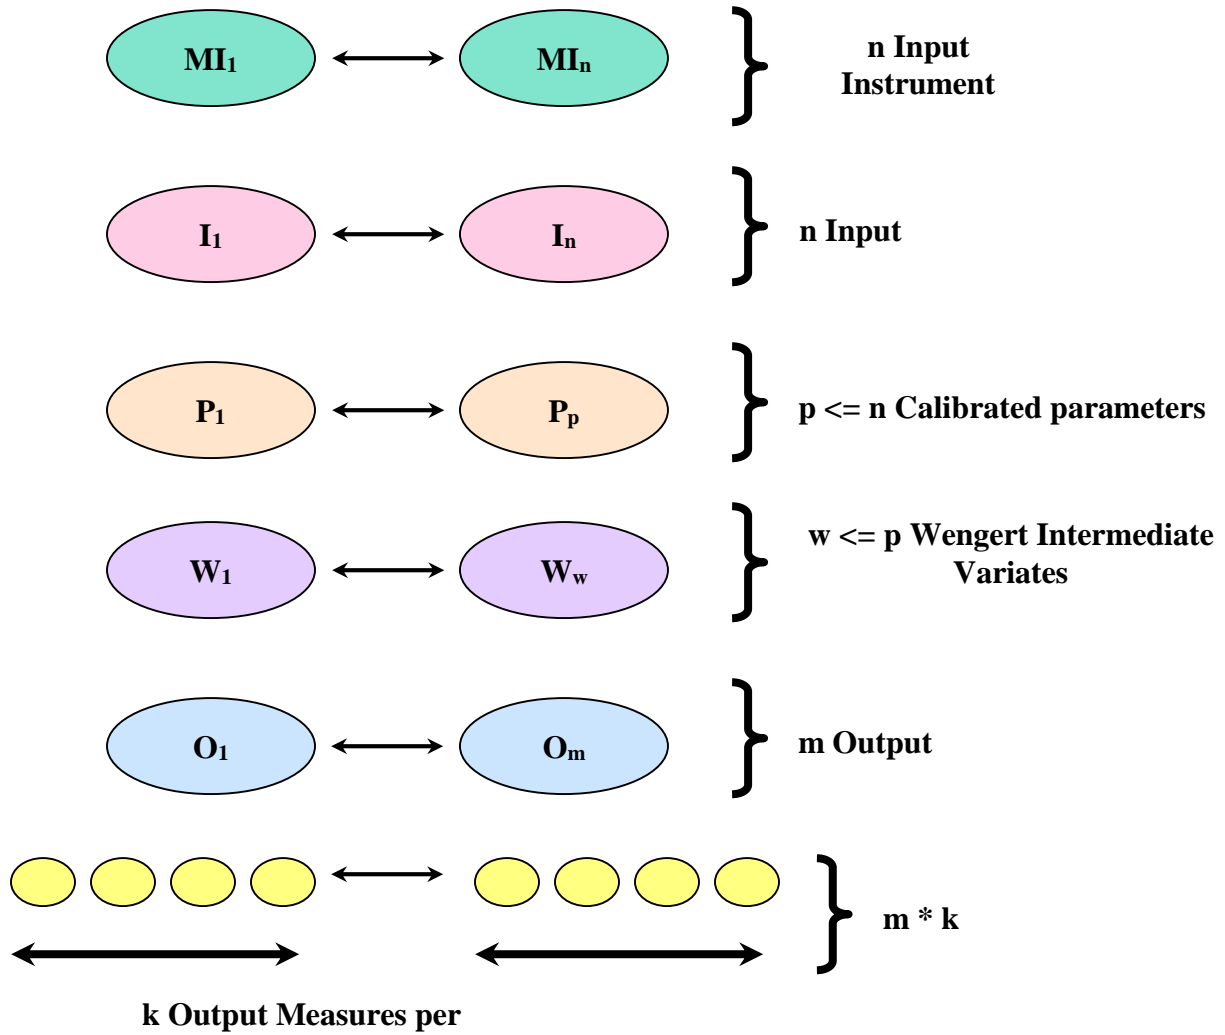 MI1
MIn
n Input
Instrument
I1
In
n Input
P1
Pp
p <= n Calibrated parameters
W1
Ww
w <= p Wengert Intermediate
Variates
O1
Om
m Output
m * k
k Output Measures per